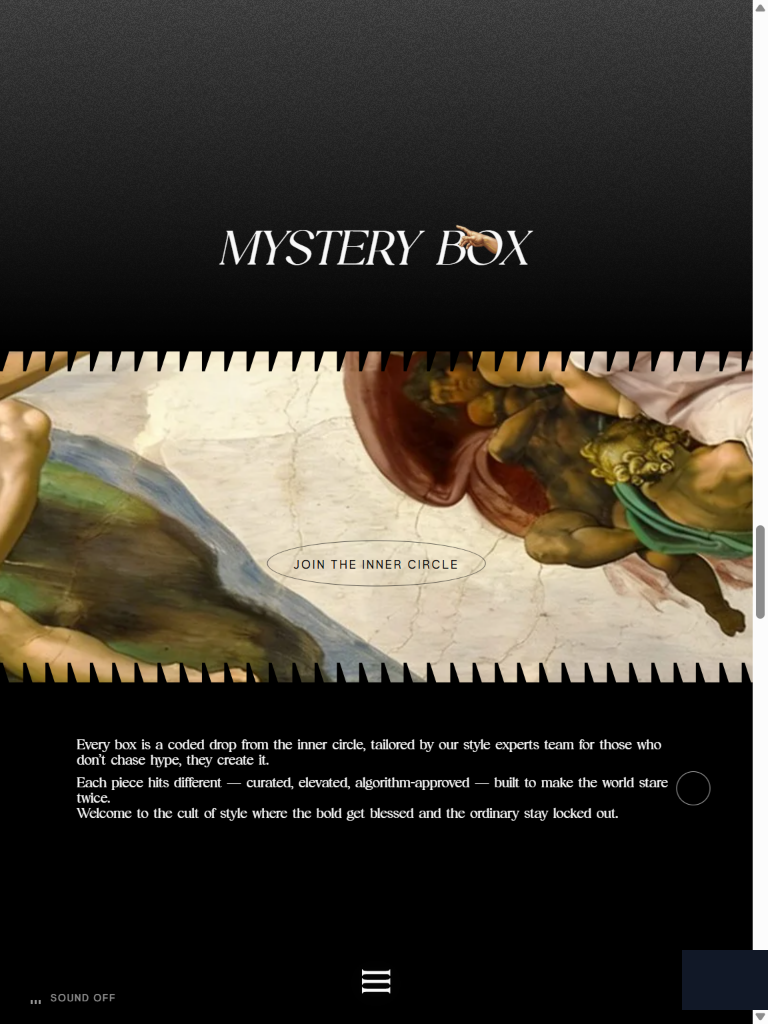 MYSTERY BOX
JOIN THE INNER CIRCLE
Every box is a coded drop from the inner circle, tailored by our style experts team for those who
don't chase hype, they create it.
Each piece hits different — curated, elevated, algorithm-approved — built to make the world stare
twice.
Welcome to the cult of style where the bold get blessed and the ordinary stay locked out.
SOUND OFF